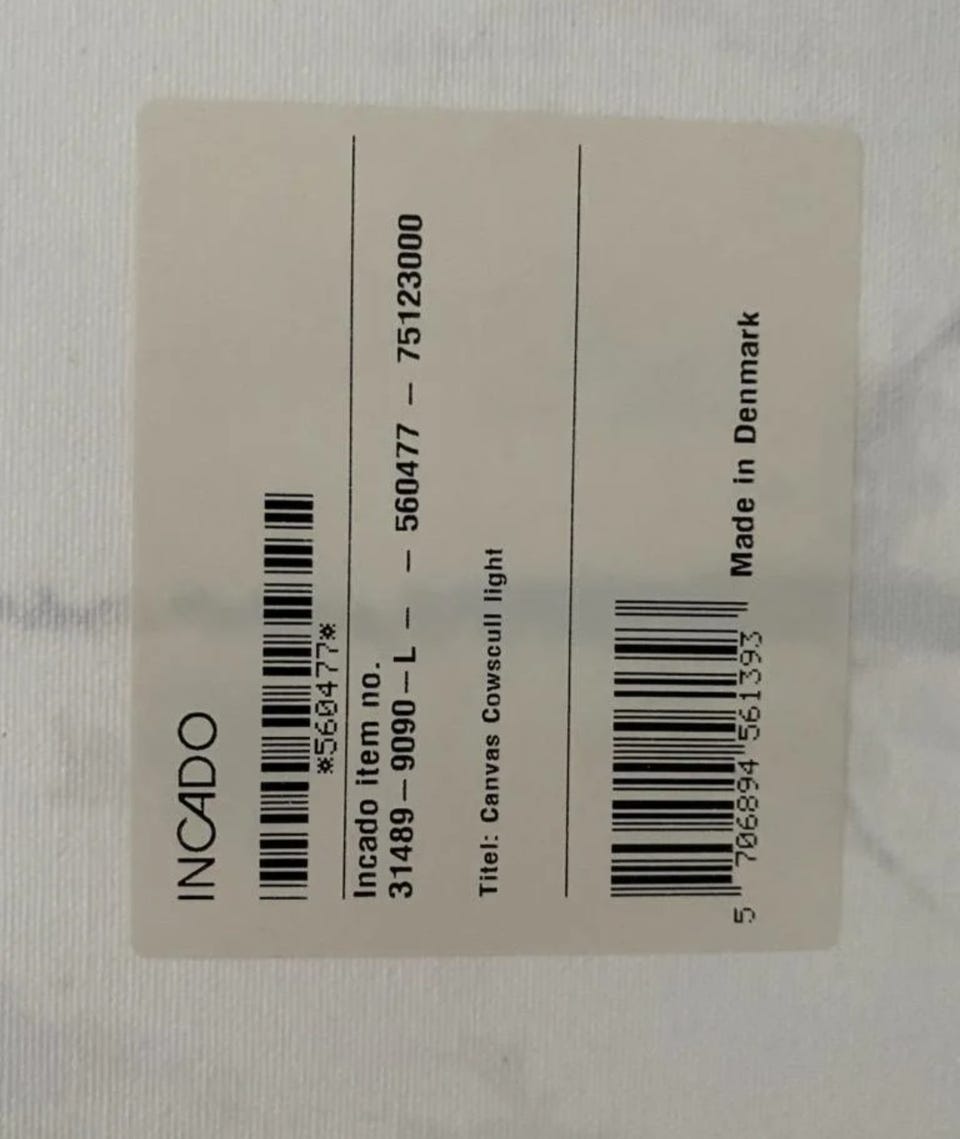 INCADO
*560477*
Incado item no.
31489-9090-L - - 560477 - 75123000
Titel: Canvas Cowscull light
5 706894 561393
Made in Denmark